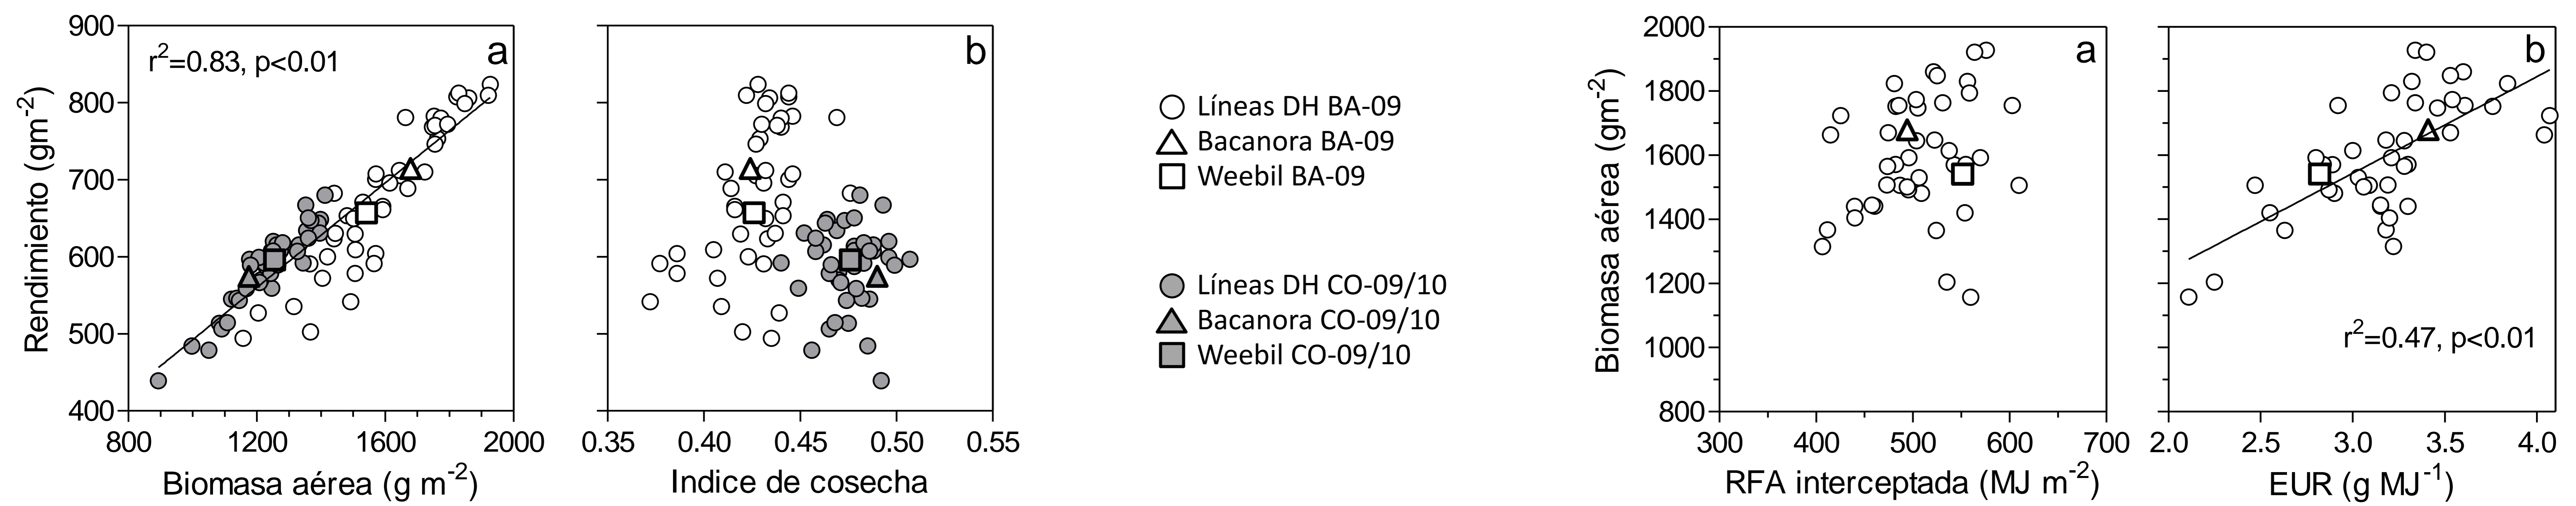 900
800
700
600
500
400
Rendimiento (gm-2)
r2=0.83, p<0.01
a
800
1200
1600
2000
Biomasa aérea (g m-2)
b
0.35
0.40
0.45
0.50
0.55
Indice de cosecha
Líneas DH BA-09
Bacanora BA-09
Weebil BA-09
Líneas DH CO-09/10
Bacanora CO-09/10
Weebil CO-09/10
2000
1800
1600
1400
1200
1000
800
Biomasa aérea (gm-2)
a
300
400
500
600
700
RFA interceptada (MJ m-2)
b
r2=0.47, p<0.01
2.0
2.5
3.0
3.5
4.0
EUR (g MJ-1)